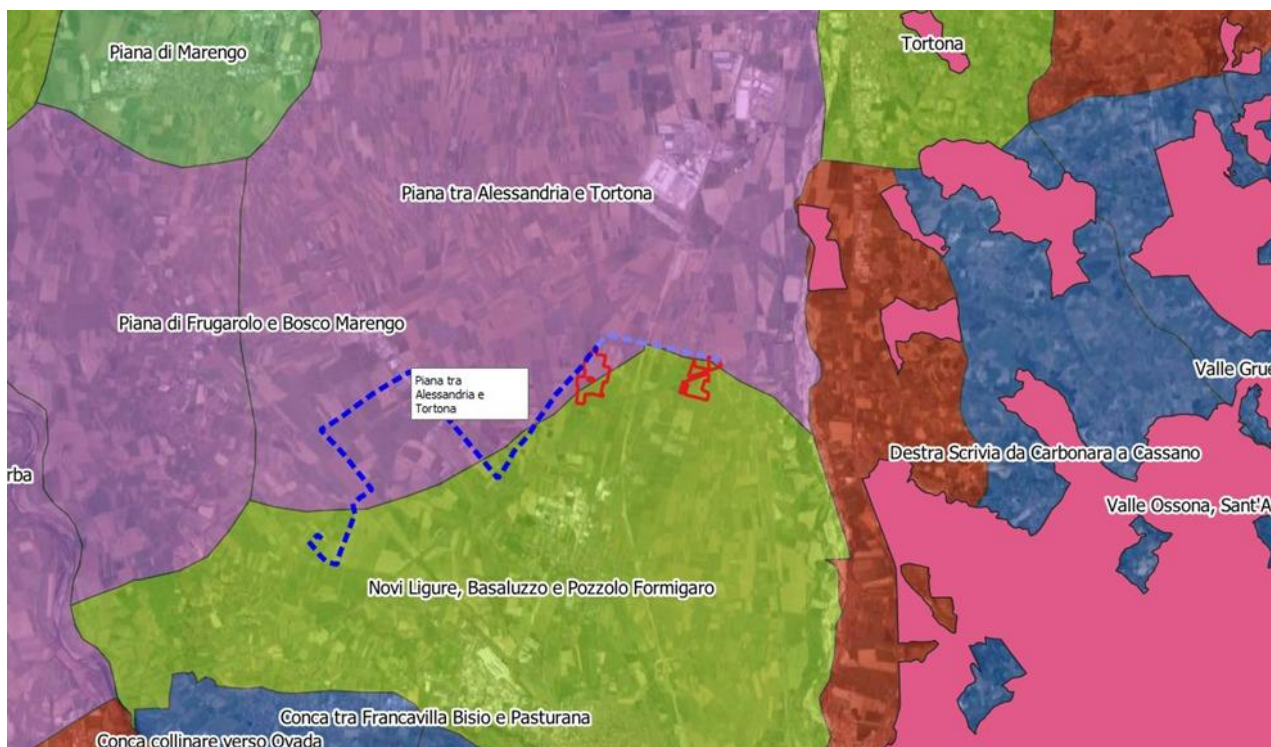 Piana di Marengo
Tortona
Piana tra Alessandria e Tortona
Piana di Frugarolo e Bosco Marengo
Piana tra
Alessandria e
Tortona
Valle Grue
Destra Scrivia da Carbonara a Cassano
rba
Valle Ossona, Sant'A
Novi Ligure, Basaluzzo e Pozzolo Formigaro
Conca tra Francavilla Bisio e Pasturana
Conca collinare verso Ovada